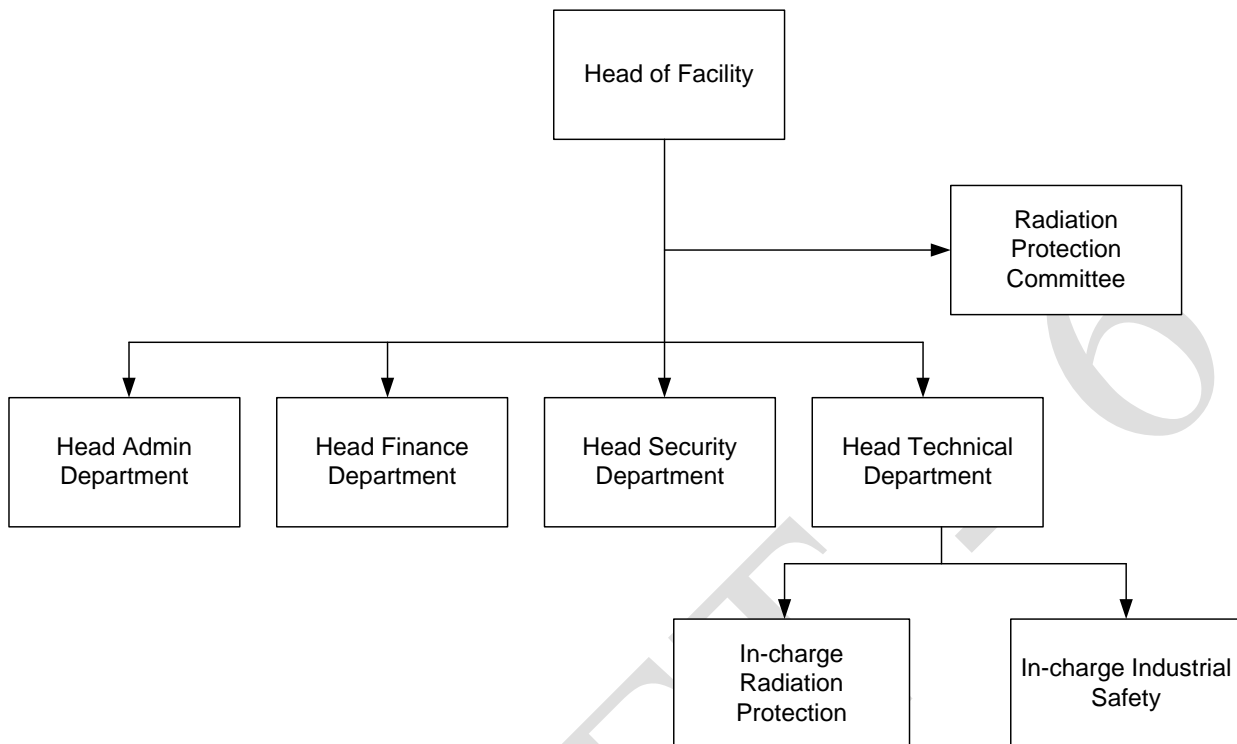 Head of Facility
Radiation
Protection
Committee
Head Admin
Department
Head Finance
Department
Head Security
Department
Head Technical
Department
In-charge
Radiation
Protection
In-charge Industrial
Safety